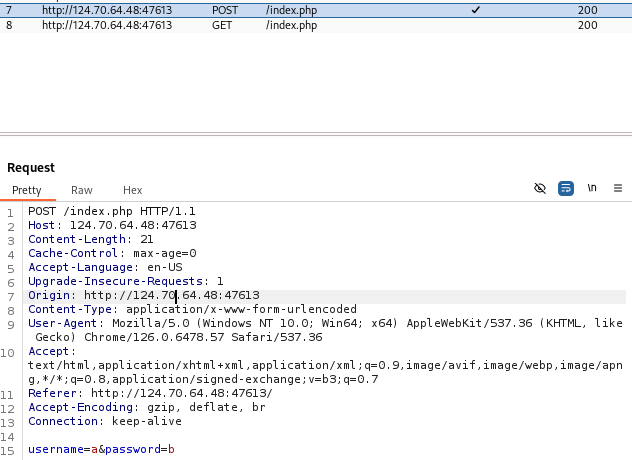 7 http://124.70.64.48:47613 POST /index.php ✓ 200
8 http://124.70.64.48:47613 GET /index.php 200
Request
Pretty Raw Hex \n
1 POST /index.php HTTP/1.1
2 Host: 124.70.64.48:47613
3 Content-Length: 21
4 Cache-Control: max-age=0
5 Accept-Language: en-US
6 Upgrade-Insecure-Requests: 1
7 Origin: http://124.70.64.48:47613
8 Content-Type: application/x-www-form-urlencoded
9 User-Agent: Mozilla/5.0 (Windows NT 10.0; Win64; x64) AppleWebKit/537.36 (KHTML, like
Gecko) Chrome/126.0.6478.57 Safari/537.36
10 Accept:
text/html,application/xhtml+xml,application/xml;q=0.9,image/avif,image/webp,image/apn
g,*/*;q=0.8,application/signed-exchange;v=b3;q=0.7
11 Referer: http://124.70.64.48:47613/
12 Accept-Encoding: gzip, deflate, br
13 Connection: keep-alive
14
15 username=a&password=b